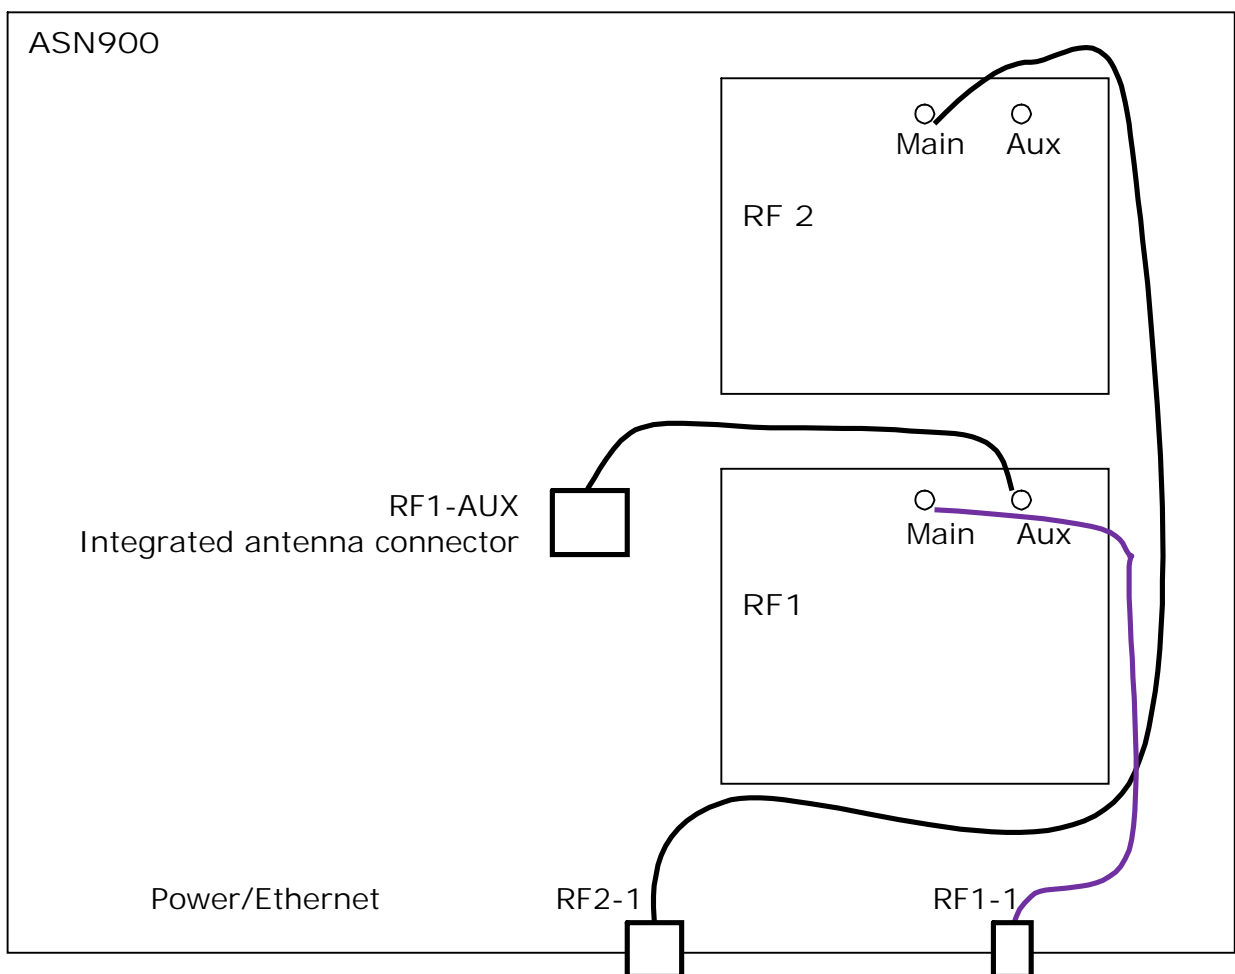 ASN900
Main Aux
RF 2
RF1-AUX
Integrated antenna connector
Main Aux
RF1
Power/Ethernet RF2-1 RF1-1